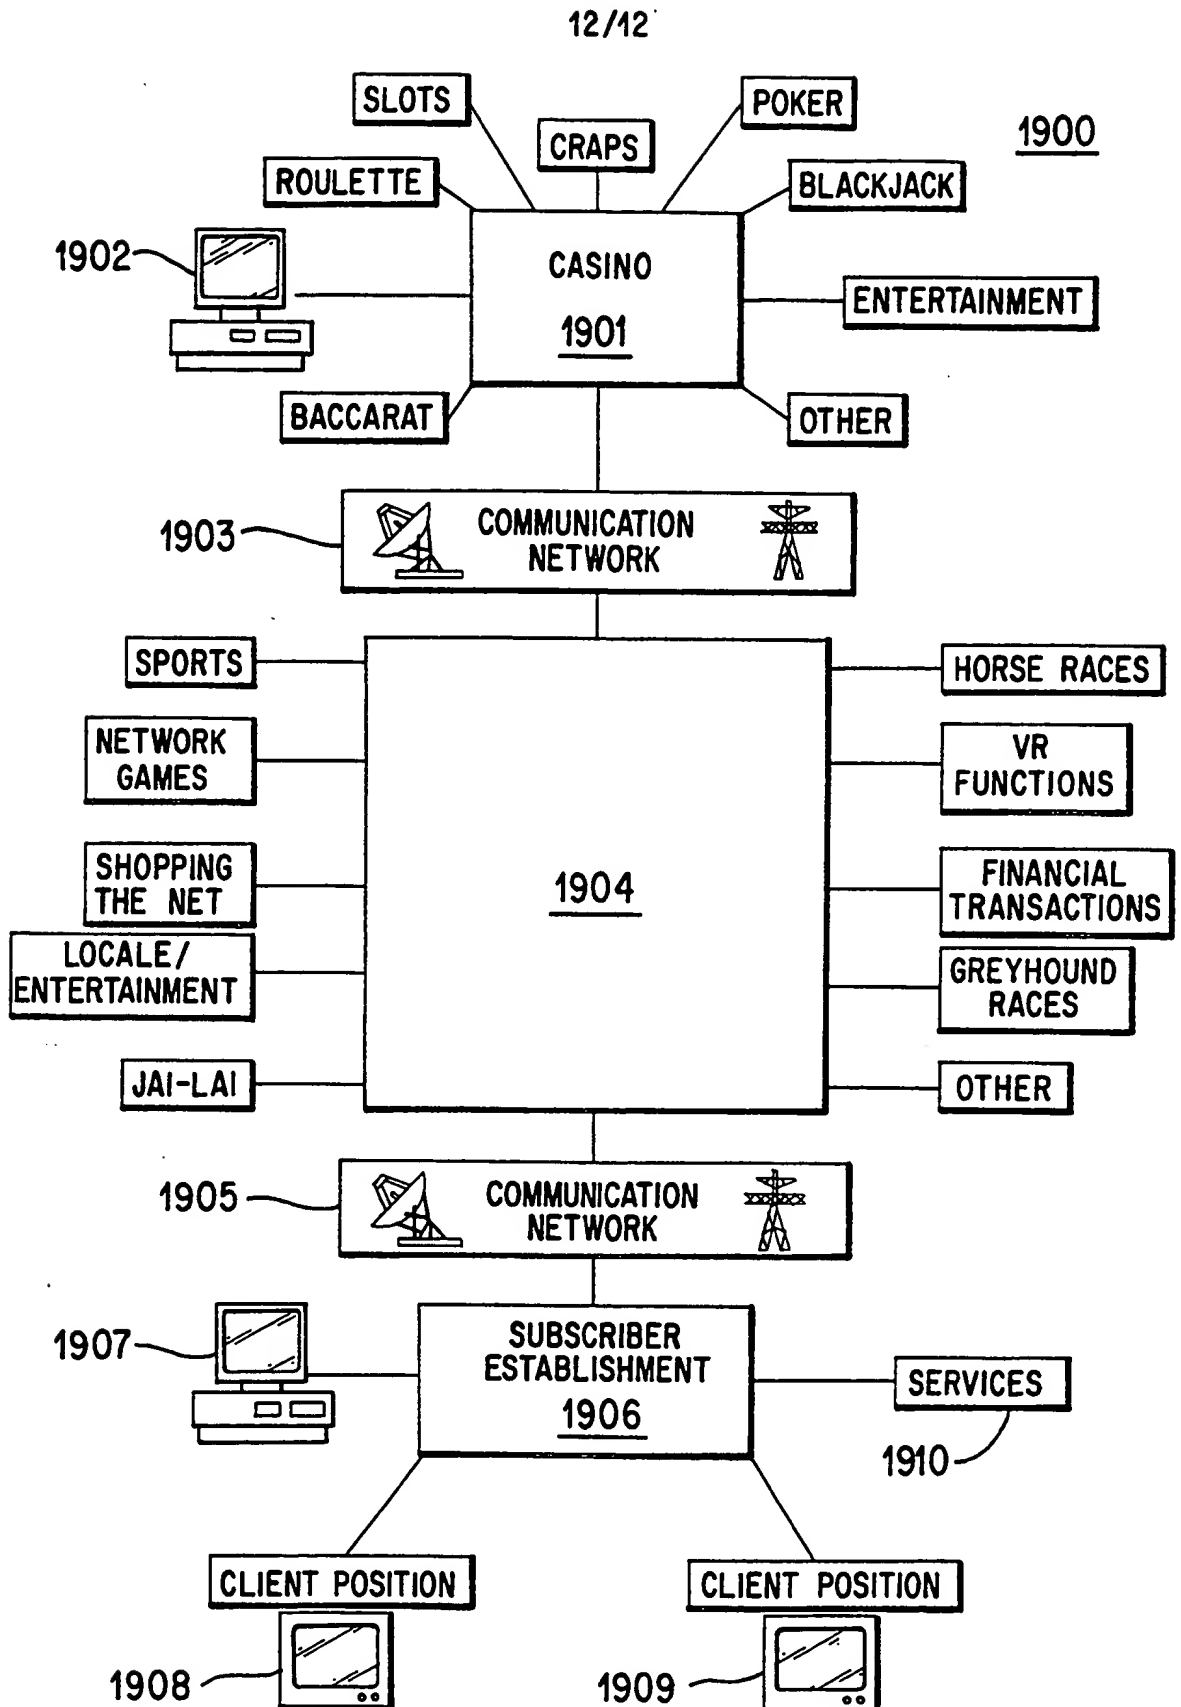 12/12
SLOTS
POKER
CRAPS
1900
ROULETTE
BLACKJACK
1902
CASINO
1901
ENTERTAINMENT
BACCARAT
OTHER
1903
COMMUNICATION
NETWORK
SPORTS
HORSE RACES
NETWORK
GAMES
VR
FUNCTIONS
SHOPPING
THE NET
1904
FINANCIAL
TRANSACTIONS
LOCALE/
ENTERTAINMENT
GREYHOUND
RACES
JAI-LAI
OTHER
1905
COMMUNICATION
NETWORK
1907
SUBSCRIBER
ESTABLISHMENT
1906
SERVICES
1910
CLIENT POSITION
CLIENT POSITION
1908
1909